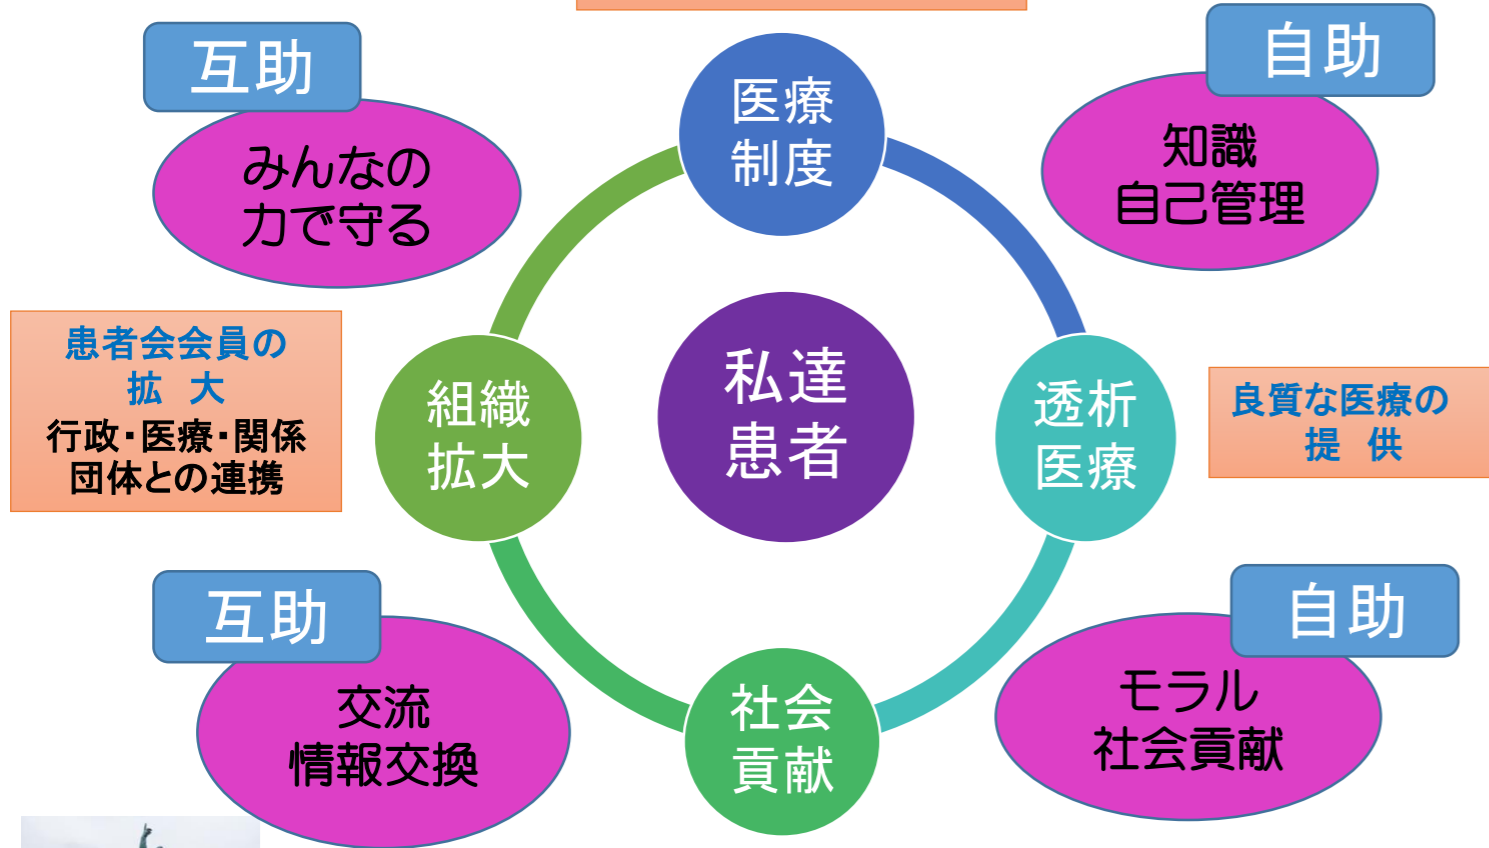 互助
みんなの
力で守る
医療
制度
自助
知識
自己管理
患者会会員の
拡 大
行政・医療・関係
団体との連携
組織
拡大
私達
患者
透析
医療
良質な医療の
提 供
互助
交流
情報交換
社会
貢献
自助
モラル
社会貢献